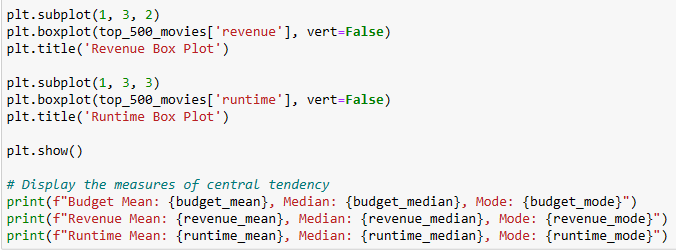 plt.subplot(1, 3, 2)
plt.boxplot(top_500_movies['revenue'], vert=False)
plt.title('Revenue Box Plot')
plt.subplot(1, 3, 3)
plt.boxplot(top_500_movies['runtime'], vert=False)
plt.title('Runtime Box Plot')
plt.show()
# Display the measures of central tendency
print(f"Budget Mean: {budget_mean}, Median: {budget_median}, Mode: {budget_mode}")
print(f"Revenue Mean: {revenue_mean}, Median: {revenue_median}, Mode: {revenue_mode}")
print(f"Runtime Mean: {runtime_mean}, Median: {runtime_median}, Mode: {runtime_mode}")